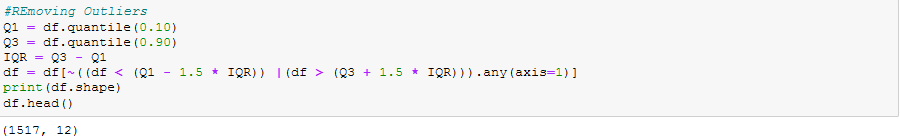 #REmoving Outliers
Q1 = df.quantile(0.10)
Q3 = df.quantile(0.90)
IQR = Q3 - Q1
df = df[~((df < (Q1 - 1.5 * IQR)) |(df > (Q3 + 1.5 * IQR))).any(axis=1)]
print(df.shape)
df.head()
(1517, 12)